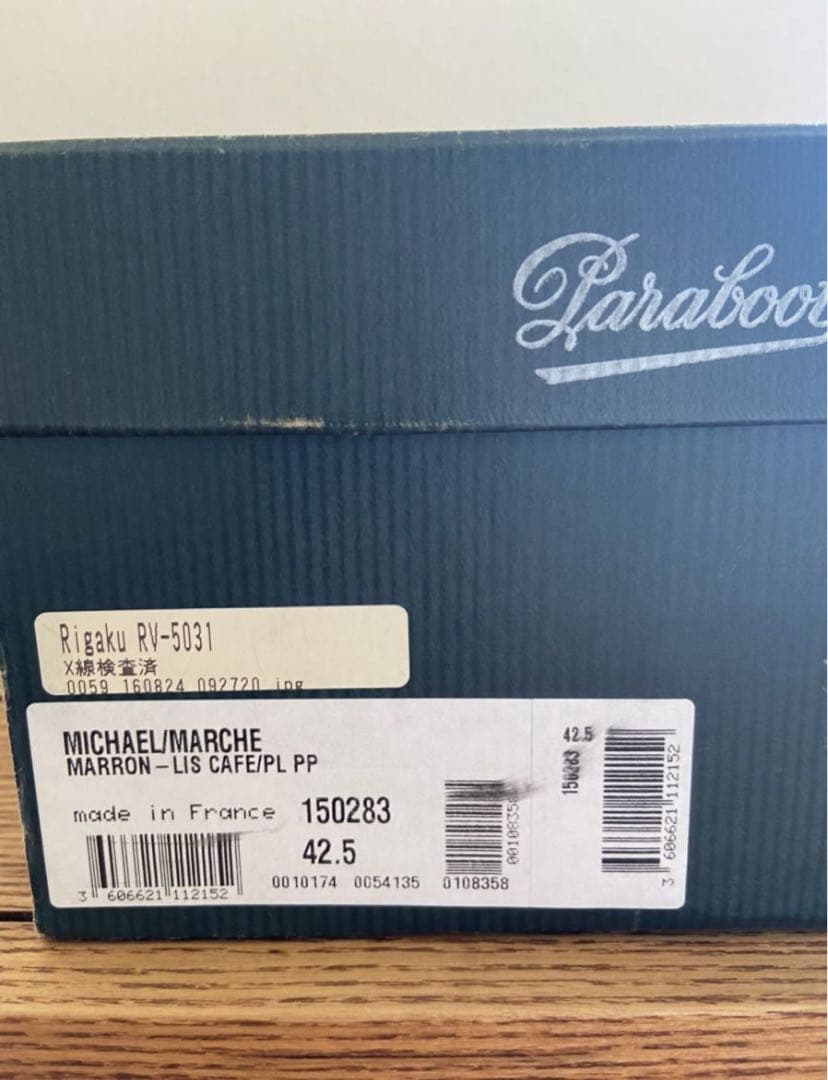 Paraboot
Rigaku RV-5031
X線検査済
0059 160824 092720 jpg
MICHAEL/MARCHE
MARRON-LIS CAFE/PL PP
made in France 150283
42.5
3 606621 112152
0010174 0054135 0108358
00108358
42.5
150283
3 606621 112152